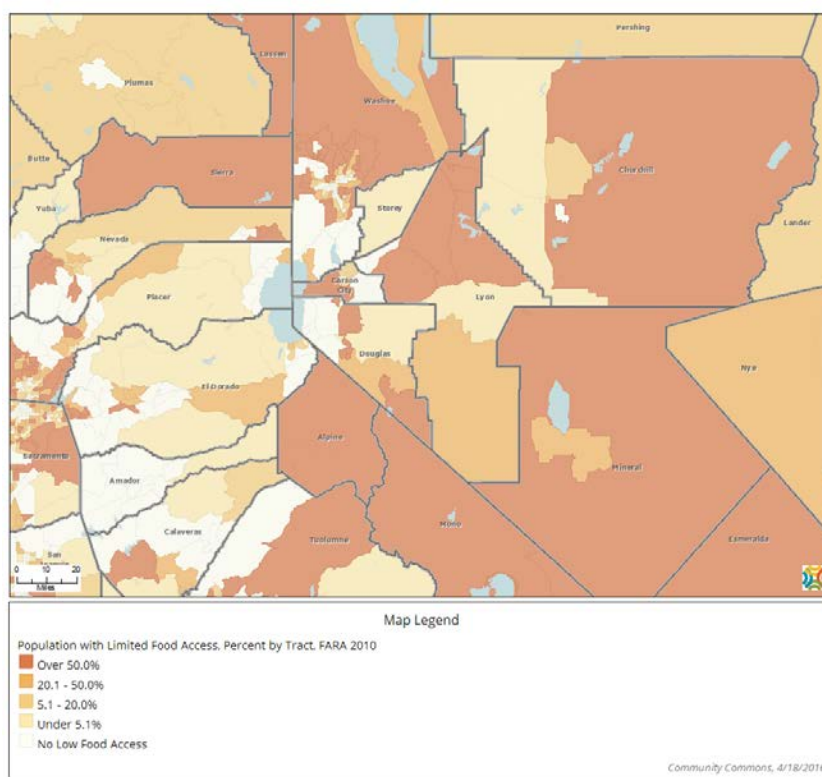 Lassen
Pershing
Plumas
Washoe
Butte
Sierra
Churchill
Yuba
Storey
Nevada
Lander
Placer
Carson
City
Lyon
Douglas
Nye
El Dorado
Alpine
Sacramento
Mineral
Amador
Mono
Calaveras
Tuolumne
Esmeralda
San
0 10 20
Miles
Map Legend
Population with Limited Food Access, Percent by Tract, FARA 2010
Over 50.0%
20.1 - 50.0%
5.1 - 20.0%
Under 5.1%
No Low Food Access
Community Commons, 4/18/2016